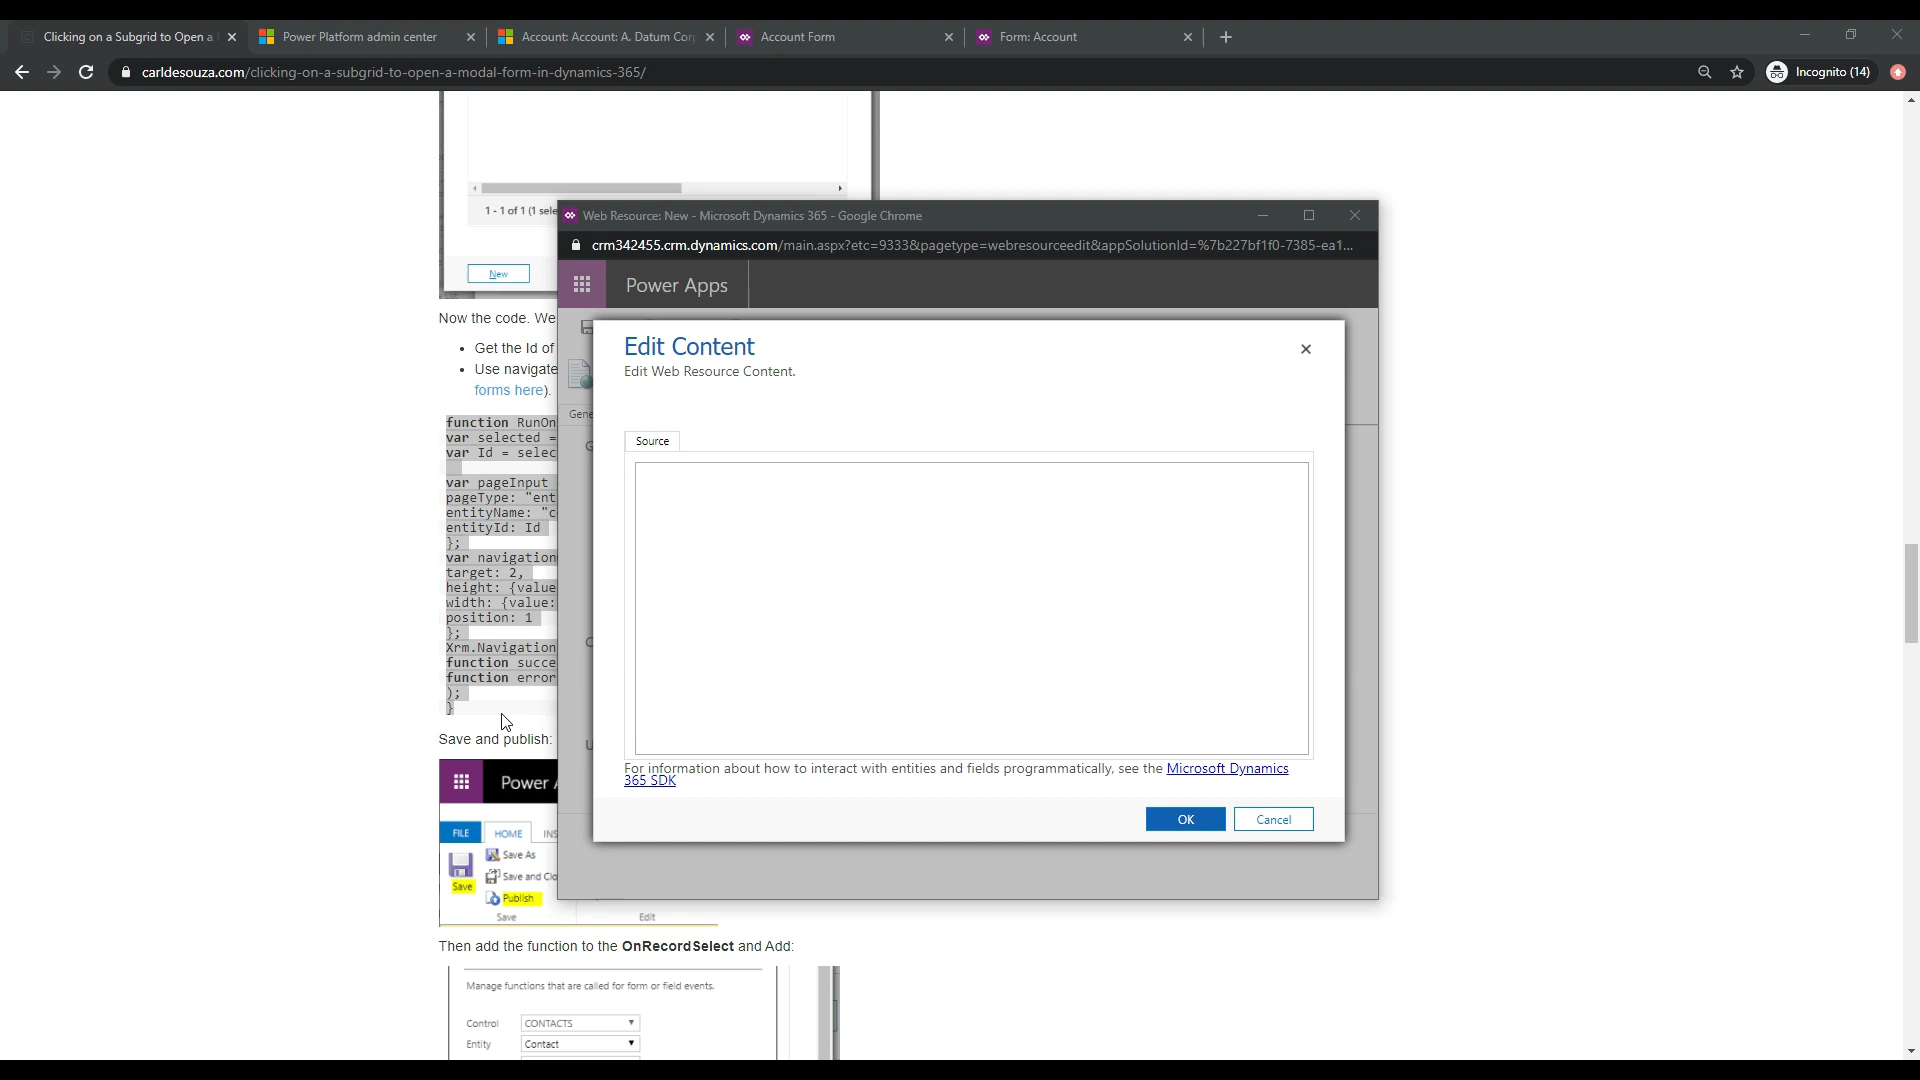 Clicking on a Subgrid to Open a
Power Platform admin center
Account: Account: A. Datum Corp
Account Form
Form: Account
carldesouza.com/clicking-on-a-subgrid-to-open-a-modal-form-in-dynamics-365/
Incognito (14)
1 - 1 of 1 (1 sele
New
Web Resource: New - Microsoft Dynamics 365 - Google Chrome
crm342455.crm.dynamics.com/main.aspx?etc=9333&pagetype=webresourceedit&appSolutionId=%7b227bf1f0-7385-ea1...
Power Apps
Now the code. We
Get the Id of
Use navigate
forms here).
Gene
Edit Content
Edit Web Resource Content.
Source
function RunOn
var selected =
var Id = selec
var pageInput
pageType: "ent
entityName: "c
entityId: Id
};
var navigation
target: 2,
height: {value
width: {value:
position: 1
};
Xrm.Navigation
function succe
function error
);
}
For information about how to interact with entities and fields programmatically, see the Microsoft Dynamics
365 SDK
OK
Cancel
Save and publish:
Power A
FILE
HOME
INS
Save
Save As
Save and Clo
Publish
Save
Edit
Then add the function to the OnRecordSelect and Add:
Manage functions that are called for form or field events.
Control
CONTACTS
Entity
Contact